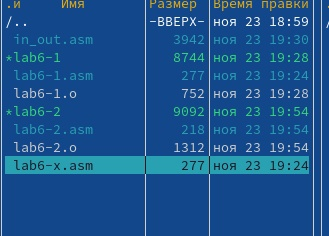 .и Имя Размер Время правки
/.. -ВВЕРХ- ноя 23 18:59
in_out.asm 3942 ноя 23 19:30
*lab6-1 8744 ноя 23 19:28
lab6-1.asm 277 ноя 23 19:24
lab6-1.o 752 ноя 23 19:28
*lab6-2 9092 ноя 23 19:54
lab6-2.asm 218 ноя 23 19:54
lab6-2.o 1312 ноя 23 19:54
lab6-x.asm 277 ноя 23 19:24